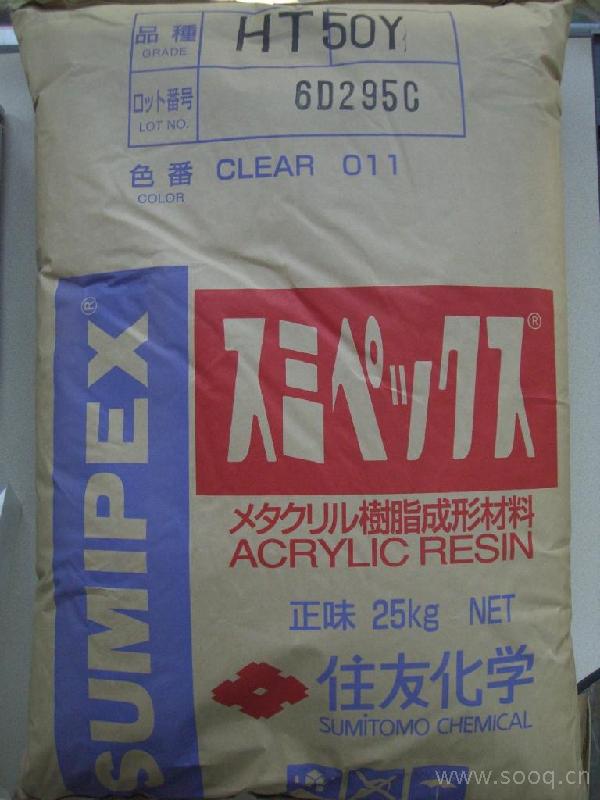 品種 HT50Y
GRADE
ロット番号 6D295C
LOT NO.
色番 CLEAR 011
COLOR
SUMIPEX®
スミペックス®
メタクリル樹脂成形材料
ACRYLIC RESIN
正味 25kg NET
住友化学
SUMITOMO CHEMICAL
www.sooq.cn